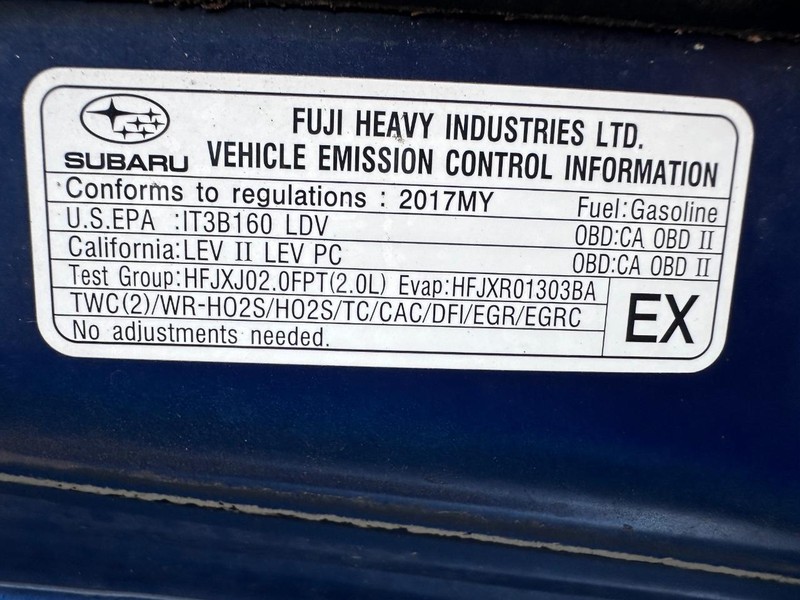 FUJI HEAVY INDUSTRIES LTD.
SUBARU VEHICLE EMISSION CONTROL INFORMATION
Conforms to regulations : 2017MY Fuel:Gasoline
U.S.EPA :IT3B160 LDV OBD:CA OBD II
California:LEV II LEV PC OBD:CA OBD II
Test Group:HFJXJ02.0FPT(2.0L) Evap:HFJXR01303BA
TWC(2)/WR-HO2S/HO2S/TC/CAC/DFI/EGR/EGRC
EX
No adjustments needed.